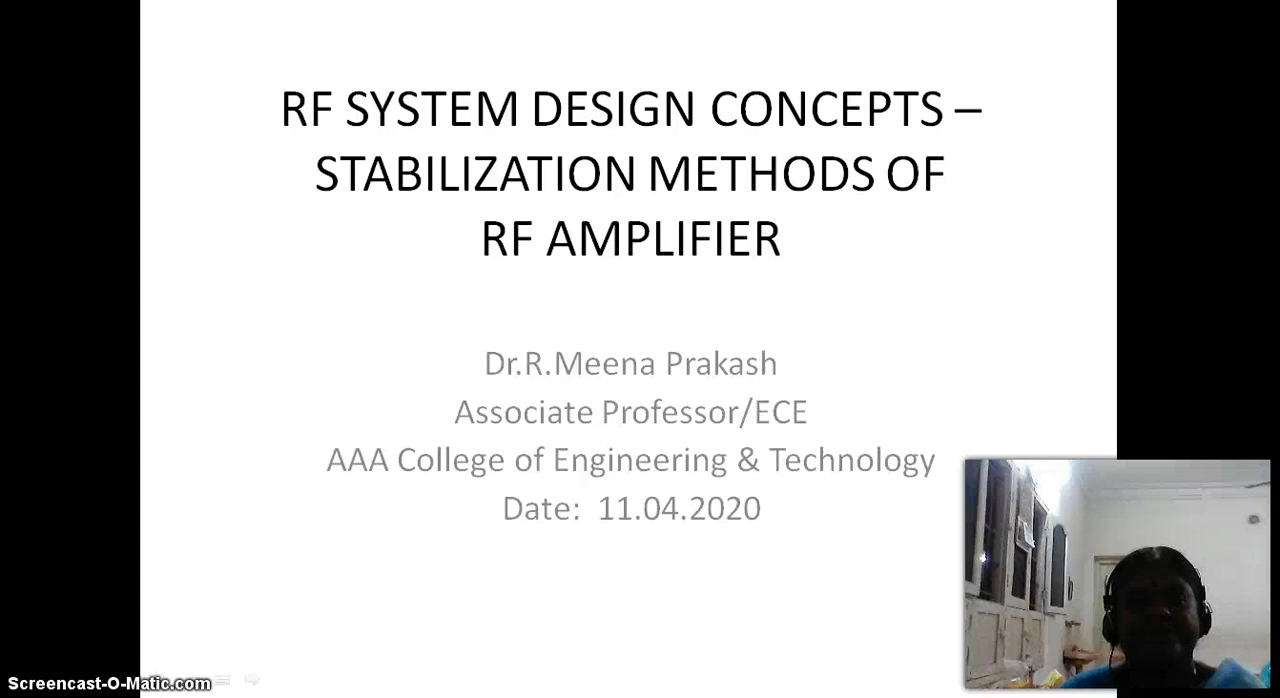 RF SYSTEM DESIGN CONCEPTS –
STABILIZATION METHODS OF
RF AMPLIFIER
Dr.R.Meena Prakash
Associate Professor/ECE
AAA College of Engineering & Technology
Date:  11.04.2020
Screencast-O-Matic.com